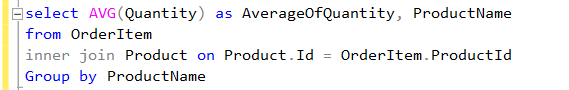 select AVG(Quantity) as AverageOfQuantity, ProductName
from OrderItem
inner join Product on Product.Id = OrderItem.ProductId
Group by ProductName